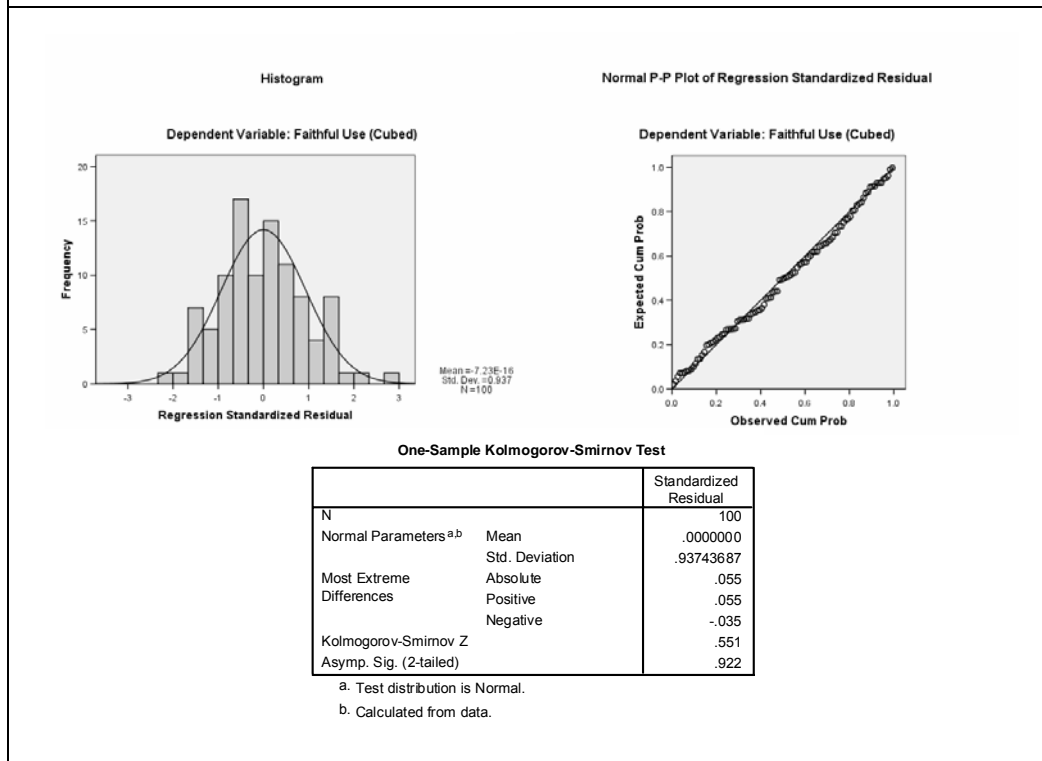 Histogram
Dependent Variable: Faithful Use (Cubed)
20
15
10
5
0
Frequency
-3 -2 -1 0 1 2 3
Regression Standardized Residual
Mean =-7.23E-16
Std. Dev. =0.937
N =100
Normal P-P Plot of Regression Standardized Residual
Dependent Variable: Faithful Use (Cubed)
1.0
0.8
0.6
0.4
0.2
0.0
Expected Cum Prob
0.0 0.2 0.4 0.6 0.8 1.0
Observed Cum Prob
One-Sample Kolmogorov-Smirnov Test
Standardized
Residual
N 100
Normal Parameters a,b Mean .0000000
Std. Deviation .93743687
Most Extreme Absolute .055
Differences Positive .055
Negative -.035
Kolmogorov-Smirnov Z .551
Asymp. Sig. (2-tailed) .922
a. Test distribution is Normal.
b. Calculated from data.